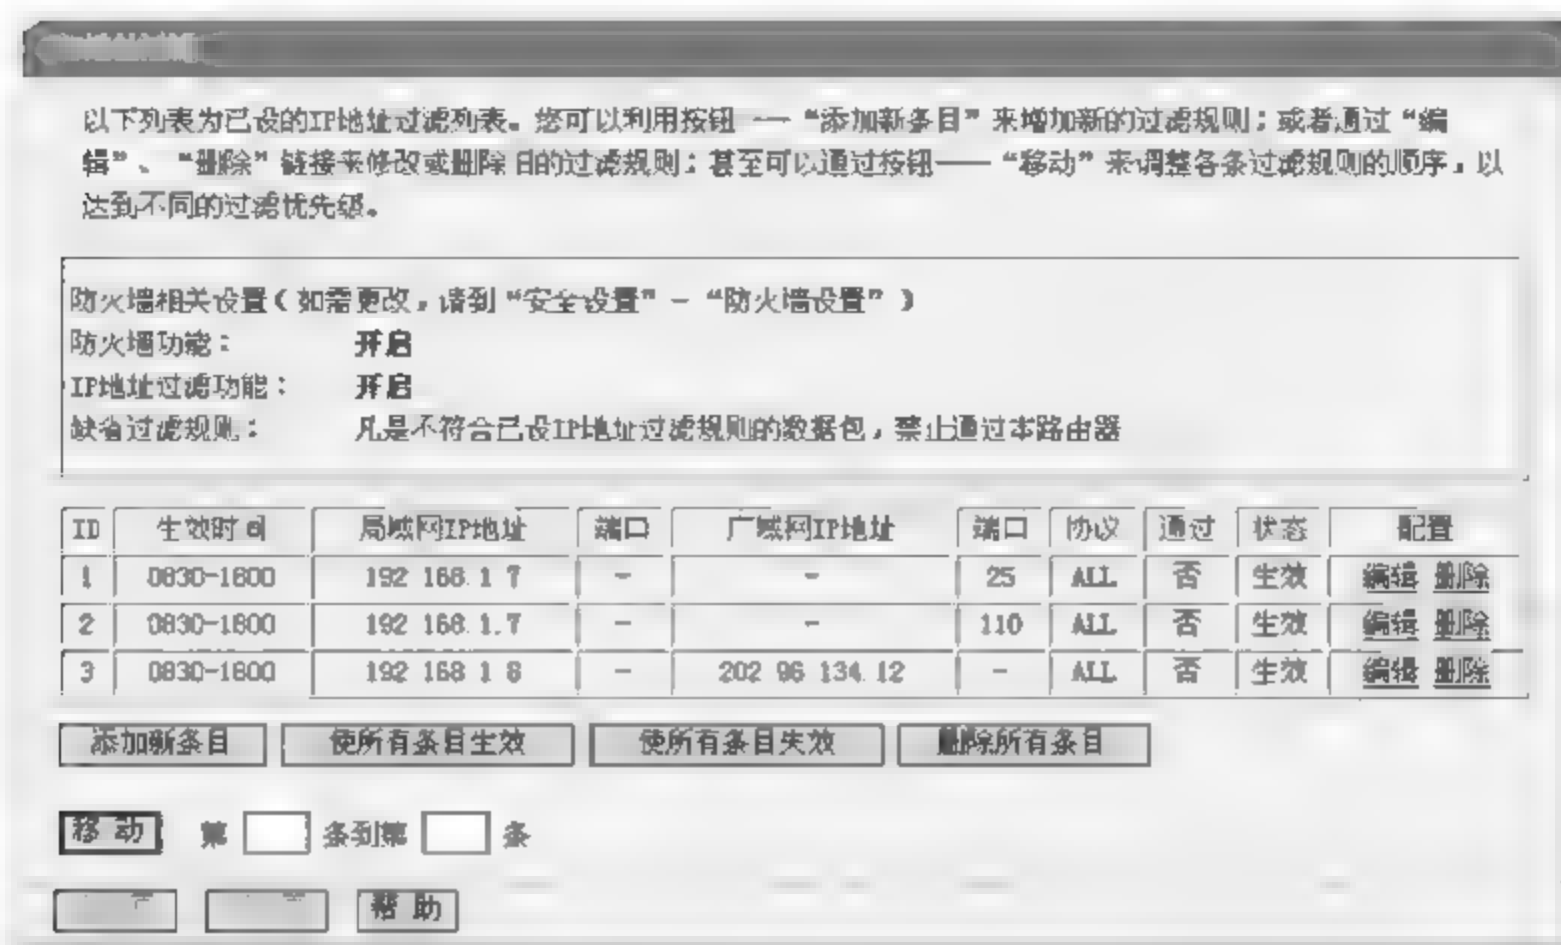 以下列表为已设的IP地址过滤列表。您可以利用按钮——“添加新条目”来增加新的过滤规则；或者通过“编
辑”、“删除”链接来修改或删除旧的过滤规则；甚至可以通过按钮——“移动”来调整各条过滤规则的顺序，以
达到不同的过滤优先级。
防火墙相关设置（如需更改，请到“安全设置”-“防火墙设置”）
防火墙功能： 开启
IP地址过滤功能： 开启
缺省过滤规则： 凡是不符合已设IP地址过滤规则的数据包，禁止通过本路由器
ID 生效时间 局域网IP地址 端口 广域网IP地址 端口 协议 通过 状态 配置
1 0830-1800 192.168.1.7 - - 25 ALL 否 生效 编辑 删除
2 0830-1800 192.168.1.7 - - 110 ALL 否 生效 编辑 删除
3 0830-1800 192.168.1.8 - 202.96.134.12 - ALL 否 生效 编辑 删除
添加新条目 使所有条目生效 使所有条目失效 删除所有条目
移动 第 条到第 条
帮助